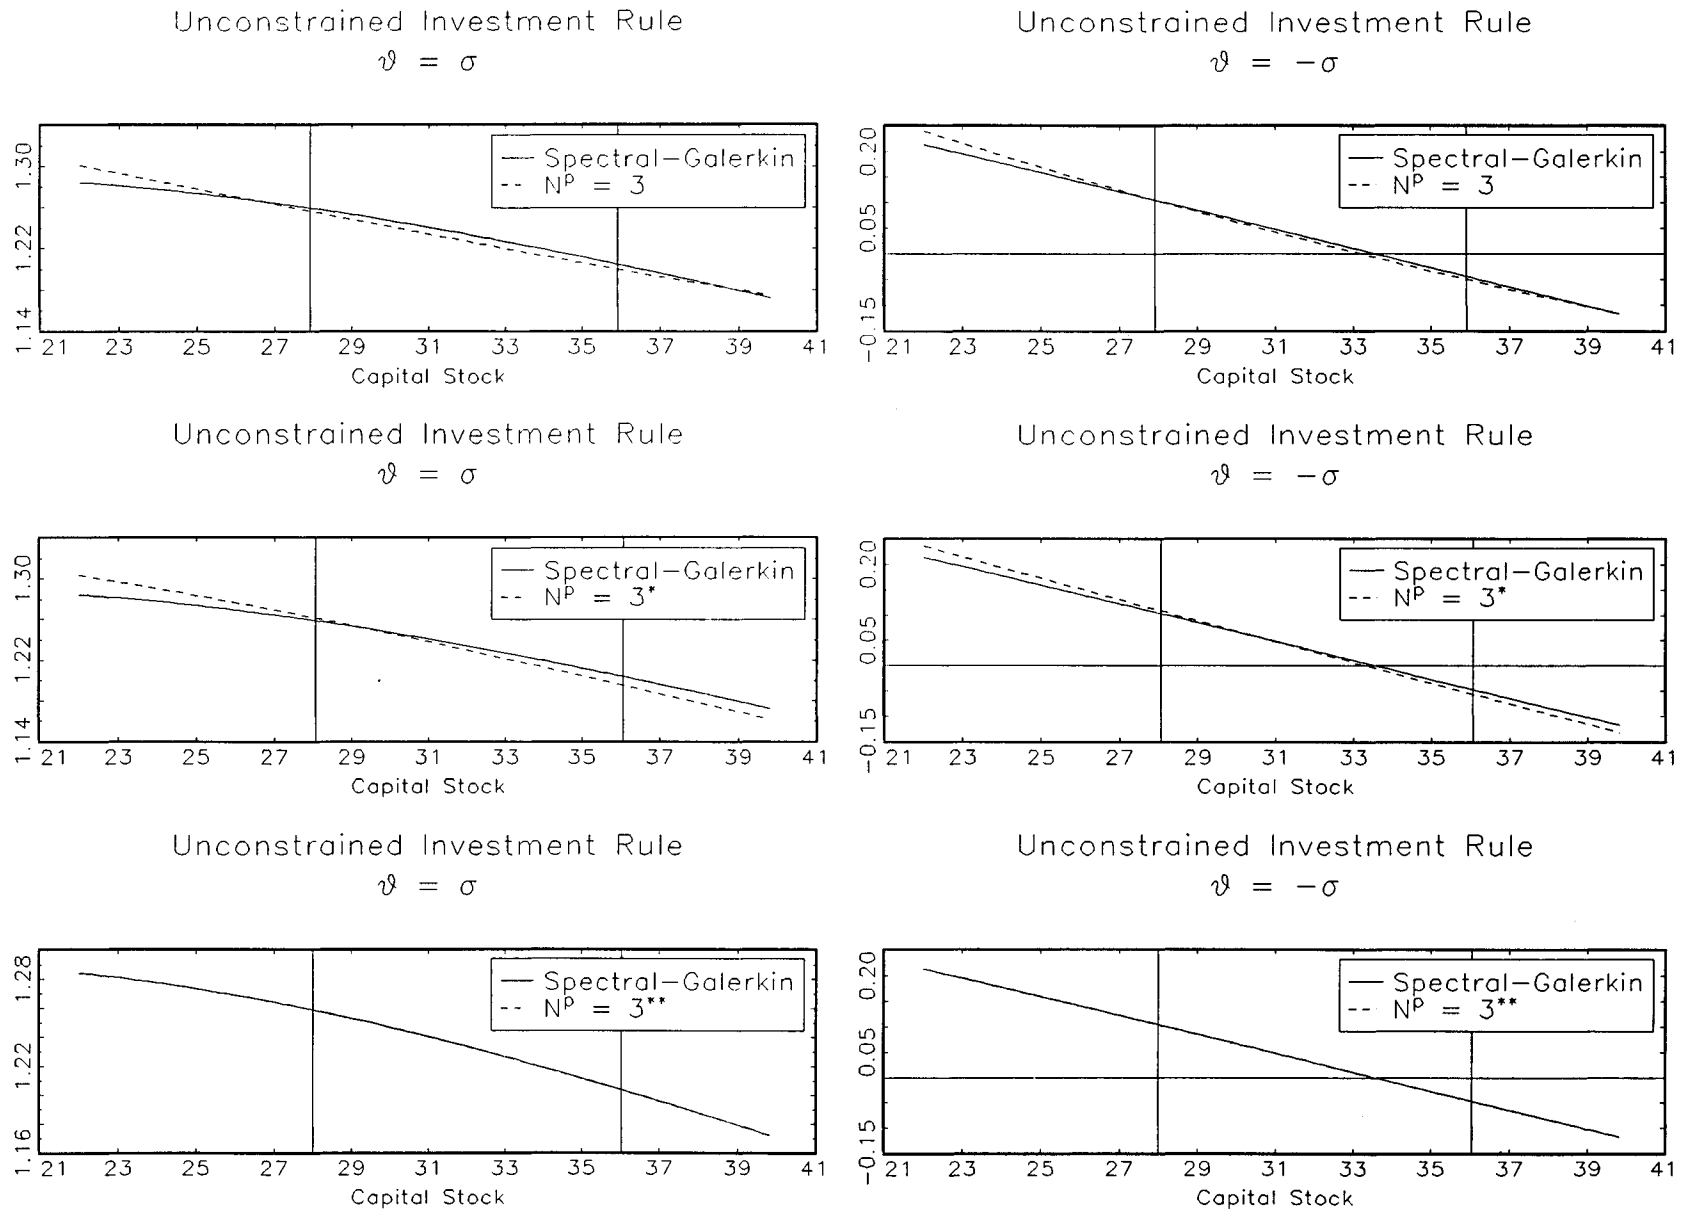 Unconstrained Investment Rule
ϑ = σ
1.30
1.22
1.14
Spectral-Galerkin
Nᵖ = 3
21 23 25 27 29 31 33 35 37 39 41
Capital Stock
Unconstrained Investment Rule
ϑ = -σ
0.20
0.05
-0.15
Spectral-Galerkin
Nᵖ = 3
21 23 25 27 29 31 33 35 37 39 41
Capital Stock
Unconstrained Investment Rule
ϑ = σ
1.30
1.22
1.14
Spectral-Galerkin
Nᵖ = 3*
21 23 25 27 29 31 33 35 37 39 41
Capital Stock
Unconstrained Investment Rule
ϑ = -σ
0.20
0.05
-0.15
Spectral-Galerkin
Nᵖ = 3*
21 23 25 27 29 31 33 35 37 39 41
Capital Stock
Unconstrained Investment Rule
ϑ = σ
1.28
1.22
1.16
Spectral-Galerkin
Nᵖ = 3**
21 23 25 27 29 31 33 35 37 39 41
Capital Stock
Unconstrained Investment Rule
ϑ = -σ
0.20
0.05
-0.15
Spectral-Galerkin
Nᵖ = 3**
21 23 25 27 29 31 33 35 37 39 41
Capital Stock